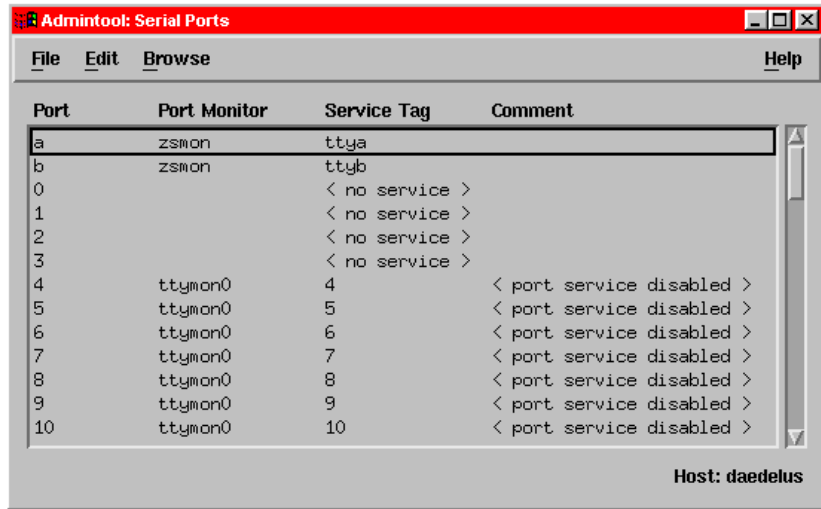 Admintool: Serial Ports
File Edit Browse Help
Port Port Monitor Service Tag Comment
a zsmon ttya
b zsmon ttyb
0 < no service >
1 < no service >
2 < no service >
3 < no service >
4 ttymon0 4 < port service disabled >
5 ttymon0 5 < port service disabled >
6 ttymon0 6 < port service disabled >
7 ttymon0 7 < port service disabled >
8 ttymon0 8 < port service disabled >
9 ttymon0 9 < port service disabled >
10 ttymon0 10 < port service disabled >
Host: daedelus